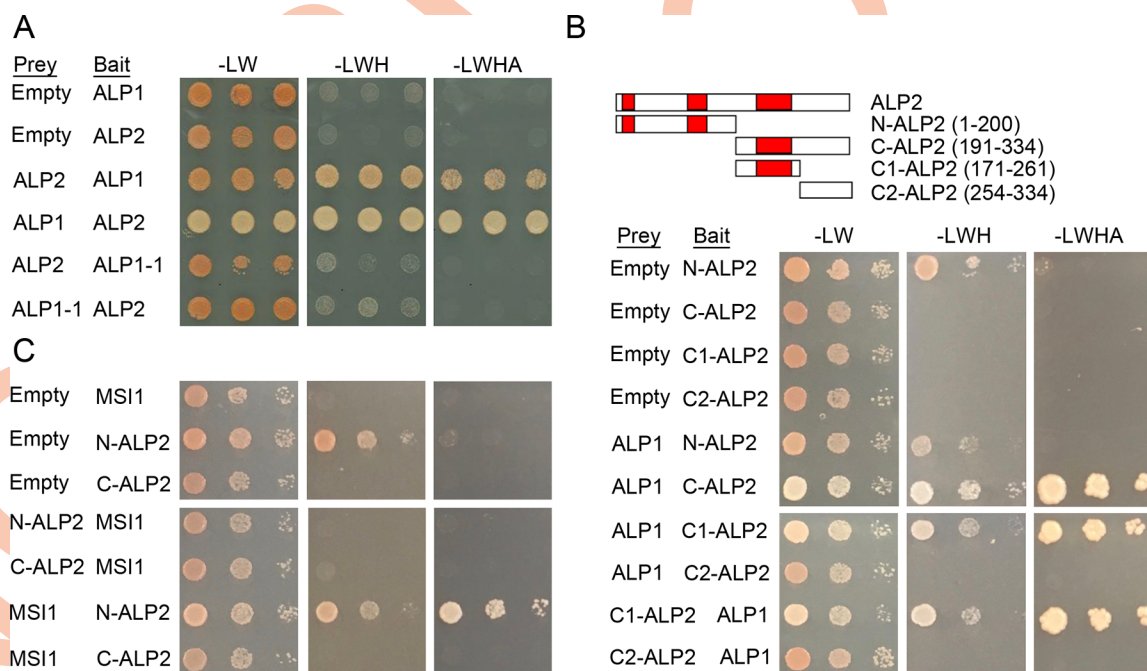 A
Prey Bait -LW -LWH -LWHA
Empty ALP1
Empty ALP2
ALP2 ALP1
ALP1 ALP2
ALP2 ALP1-1
ALP1-1 ALP2
B
ALP2
N-ALP2 (1-200)
C-ALP2 (191-334)
C1-ALP2 (171-261)
C2-ALP2 (254-334)
Prey Bait -LW -LWH -LWHA
Empty N-ALP2
Empty C-ALP2
Empty C1-ALP2
Empty C2-ALP2
ALP1 N-ALP2
ALP1 C-ALP2
ALP1 C1-ALP2
ALP1 C2-ALP2
C1-ALP2 ALP1
C2-ALP2 ALP1
C
Empty MSI1
Empty N-ALP2
Empty C-ALP2
N-ALP2 MSI1
C-ALP2 MSI1
MSI1 N-ALP2
MSI1 C-ALP2